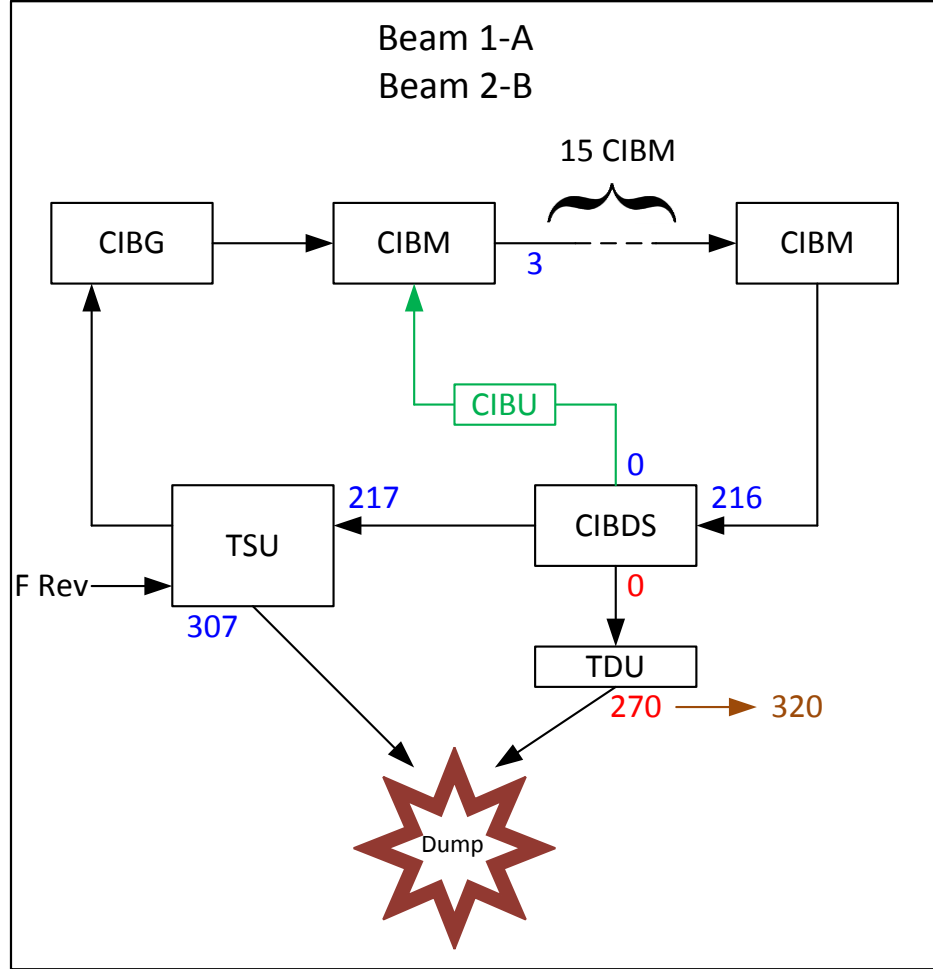 Beam 1-A
Beam 2-B
15 CIBM
CIBG
CIBM
CIBM
3
CIBU
0
217
216
TSU
CIBDS
F Rev
0
307
TDU
270
320
Dump